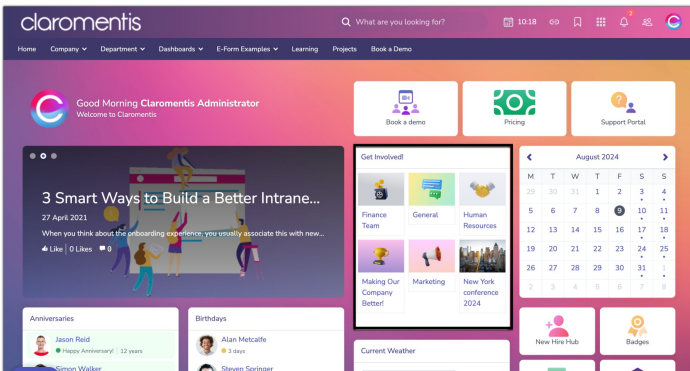 claromentis
What are you looking for?
10:18
3
Home
Company
Department
Dashboards
E-Form Examples
Learning
Projects
Book a Demo
Good Morning Claromentis Administrator
Welcome to Claromentis
Book a demo
Pricing
Support Portal
3 Smart Ways to Build a Better Intrane...
27 April 2021
When you think about the onboarding experience, you usually associate this with new...
Like | 0 Likes 0
Get Involved!
Finance
Team
General
Human
Resources
Making Our
Company
Better!
Marketing
New York
conference
2024
August 2024
M T W T F S S
29 30 31 1 2 3 4
5 6 7 8 9 10 11
12 13 14 15 16 17 18
19 20 21 22 23 24 25
26 27 28 29 30 31 1
2 3 4 5 6 7 8
Anniversaries
Jason Reid
Happy Anniversary! | 12 years
Simon Walker
Birthdays
Alan Metcalfe
3 days
Steven Springer
Current Weather
New Hire Hub
Badges